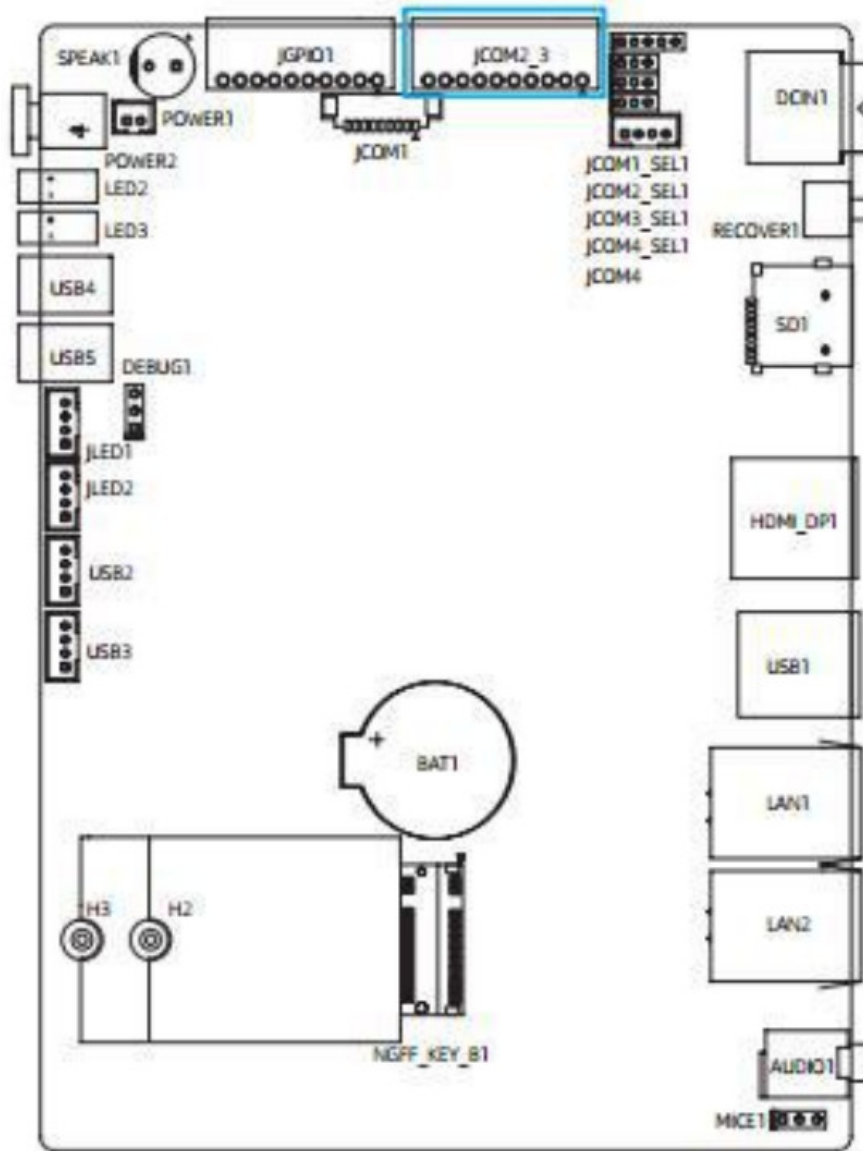 SPEAK1
JGPIO1
JCOM2_3
DCIN1
POWER1
JCOM1
POWER2
LED2
LED3
JCOM1_SEL1
JCOM2_SEL1
JCOM3_SEL1
JCOM4_SEL1
JCOM4
RECOVER1
USB4
SD1
USB5
DEBUG1
JLED1
JLED2
HDMI_DP1
USB2
USB3
USB1
+
BAT1
LAN1
H3
H2
LAN2
NGFF_KEY_B1
AUDIO1
MICE1